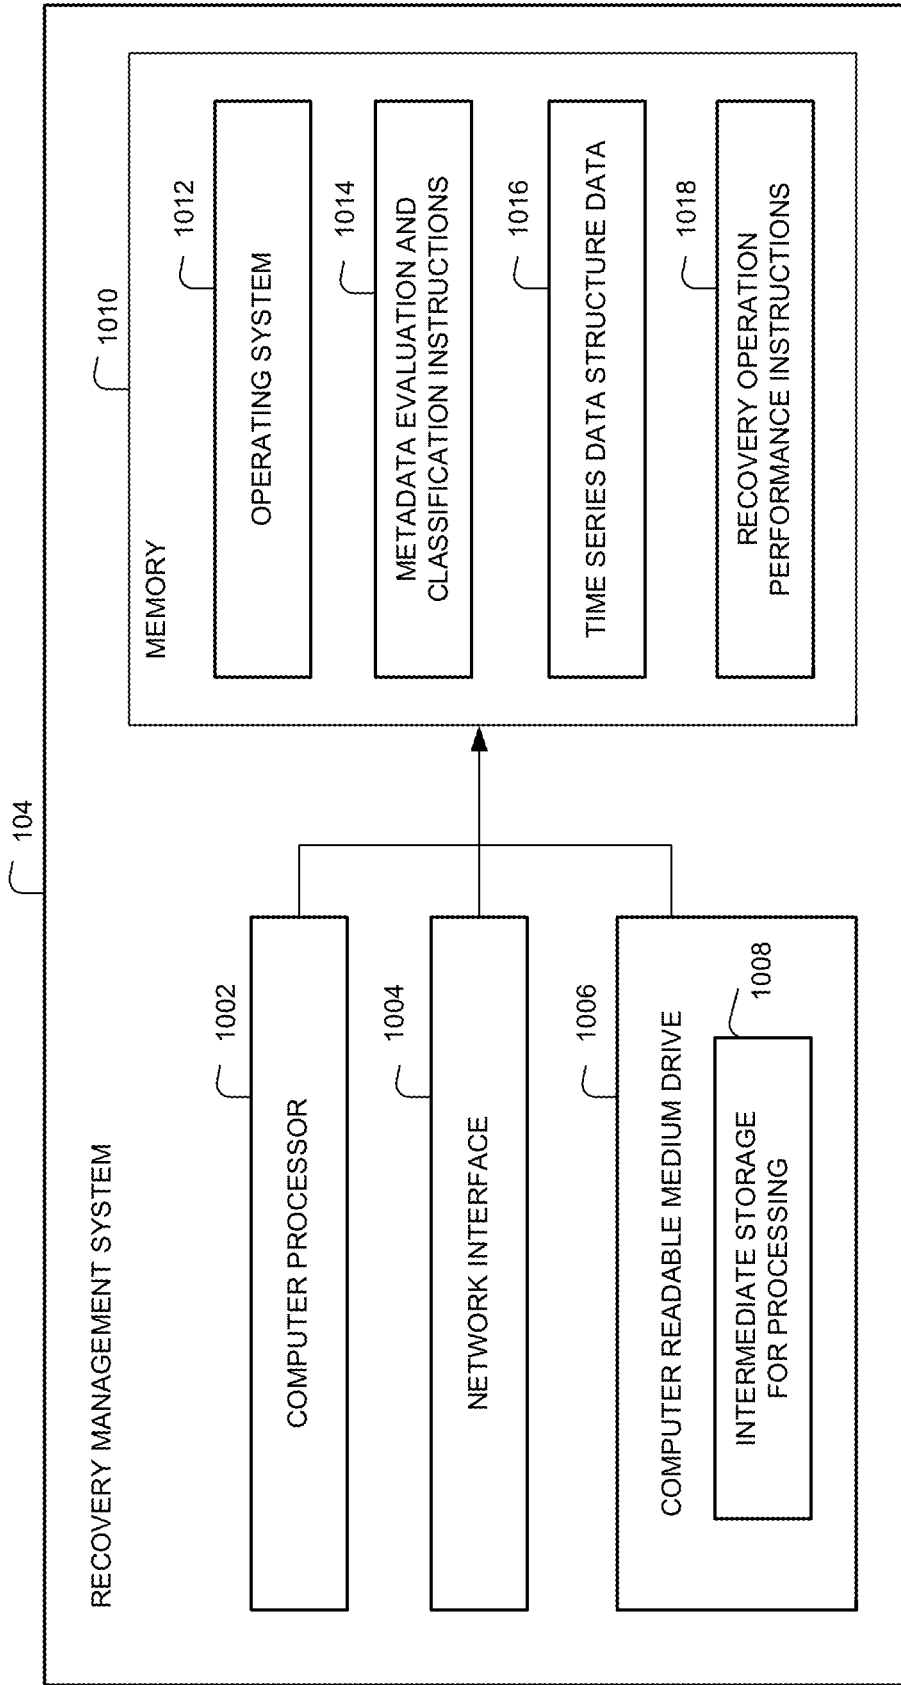 104
RECOVERY MANAGEMENT SYSTEM
1002
COMPUTER PROCESSOR
1004
NETWORK INTERFACE
1006
COMPUTER READABLE MEDIUM DRIVE
1008
INTERMEDIATE STORAGE
FOR PROCESSING
1010
MEMORY
1012
OPERATING SYSTEM
1014
METADATA EVALUATION AND
CLASSIFICATION INSTRUCTIONS
1016
TIME SERIES DATA STRUCTURE DATA
1018
RECOVERY OPERATION
PERFORMANCE INSTRUCTIONS